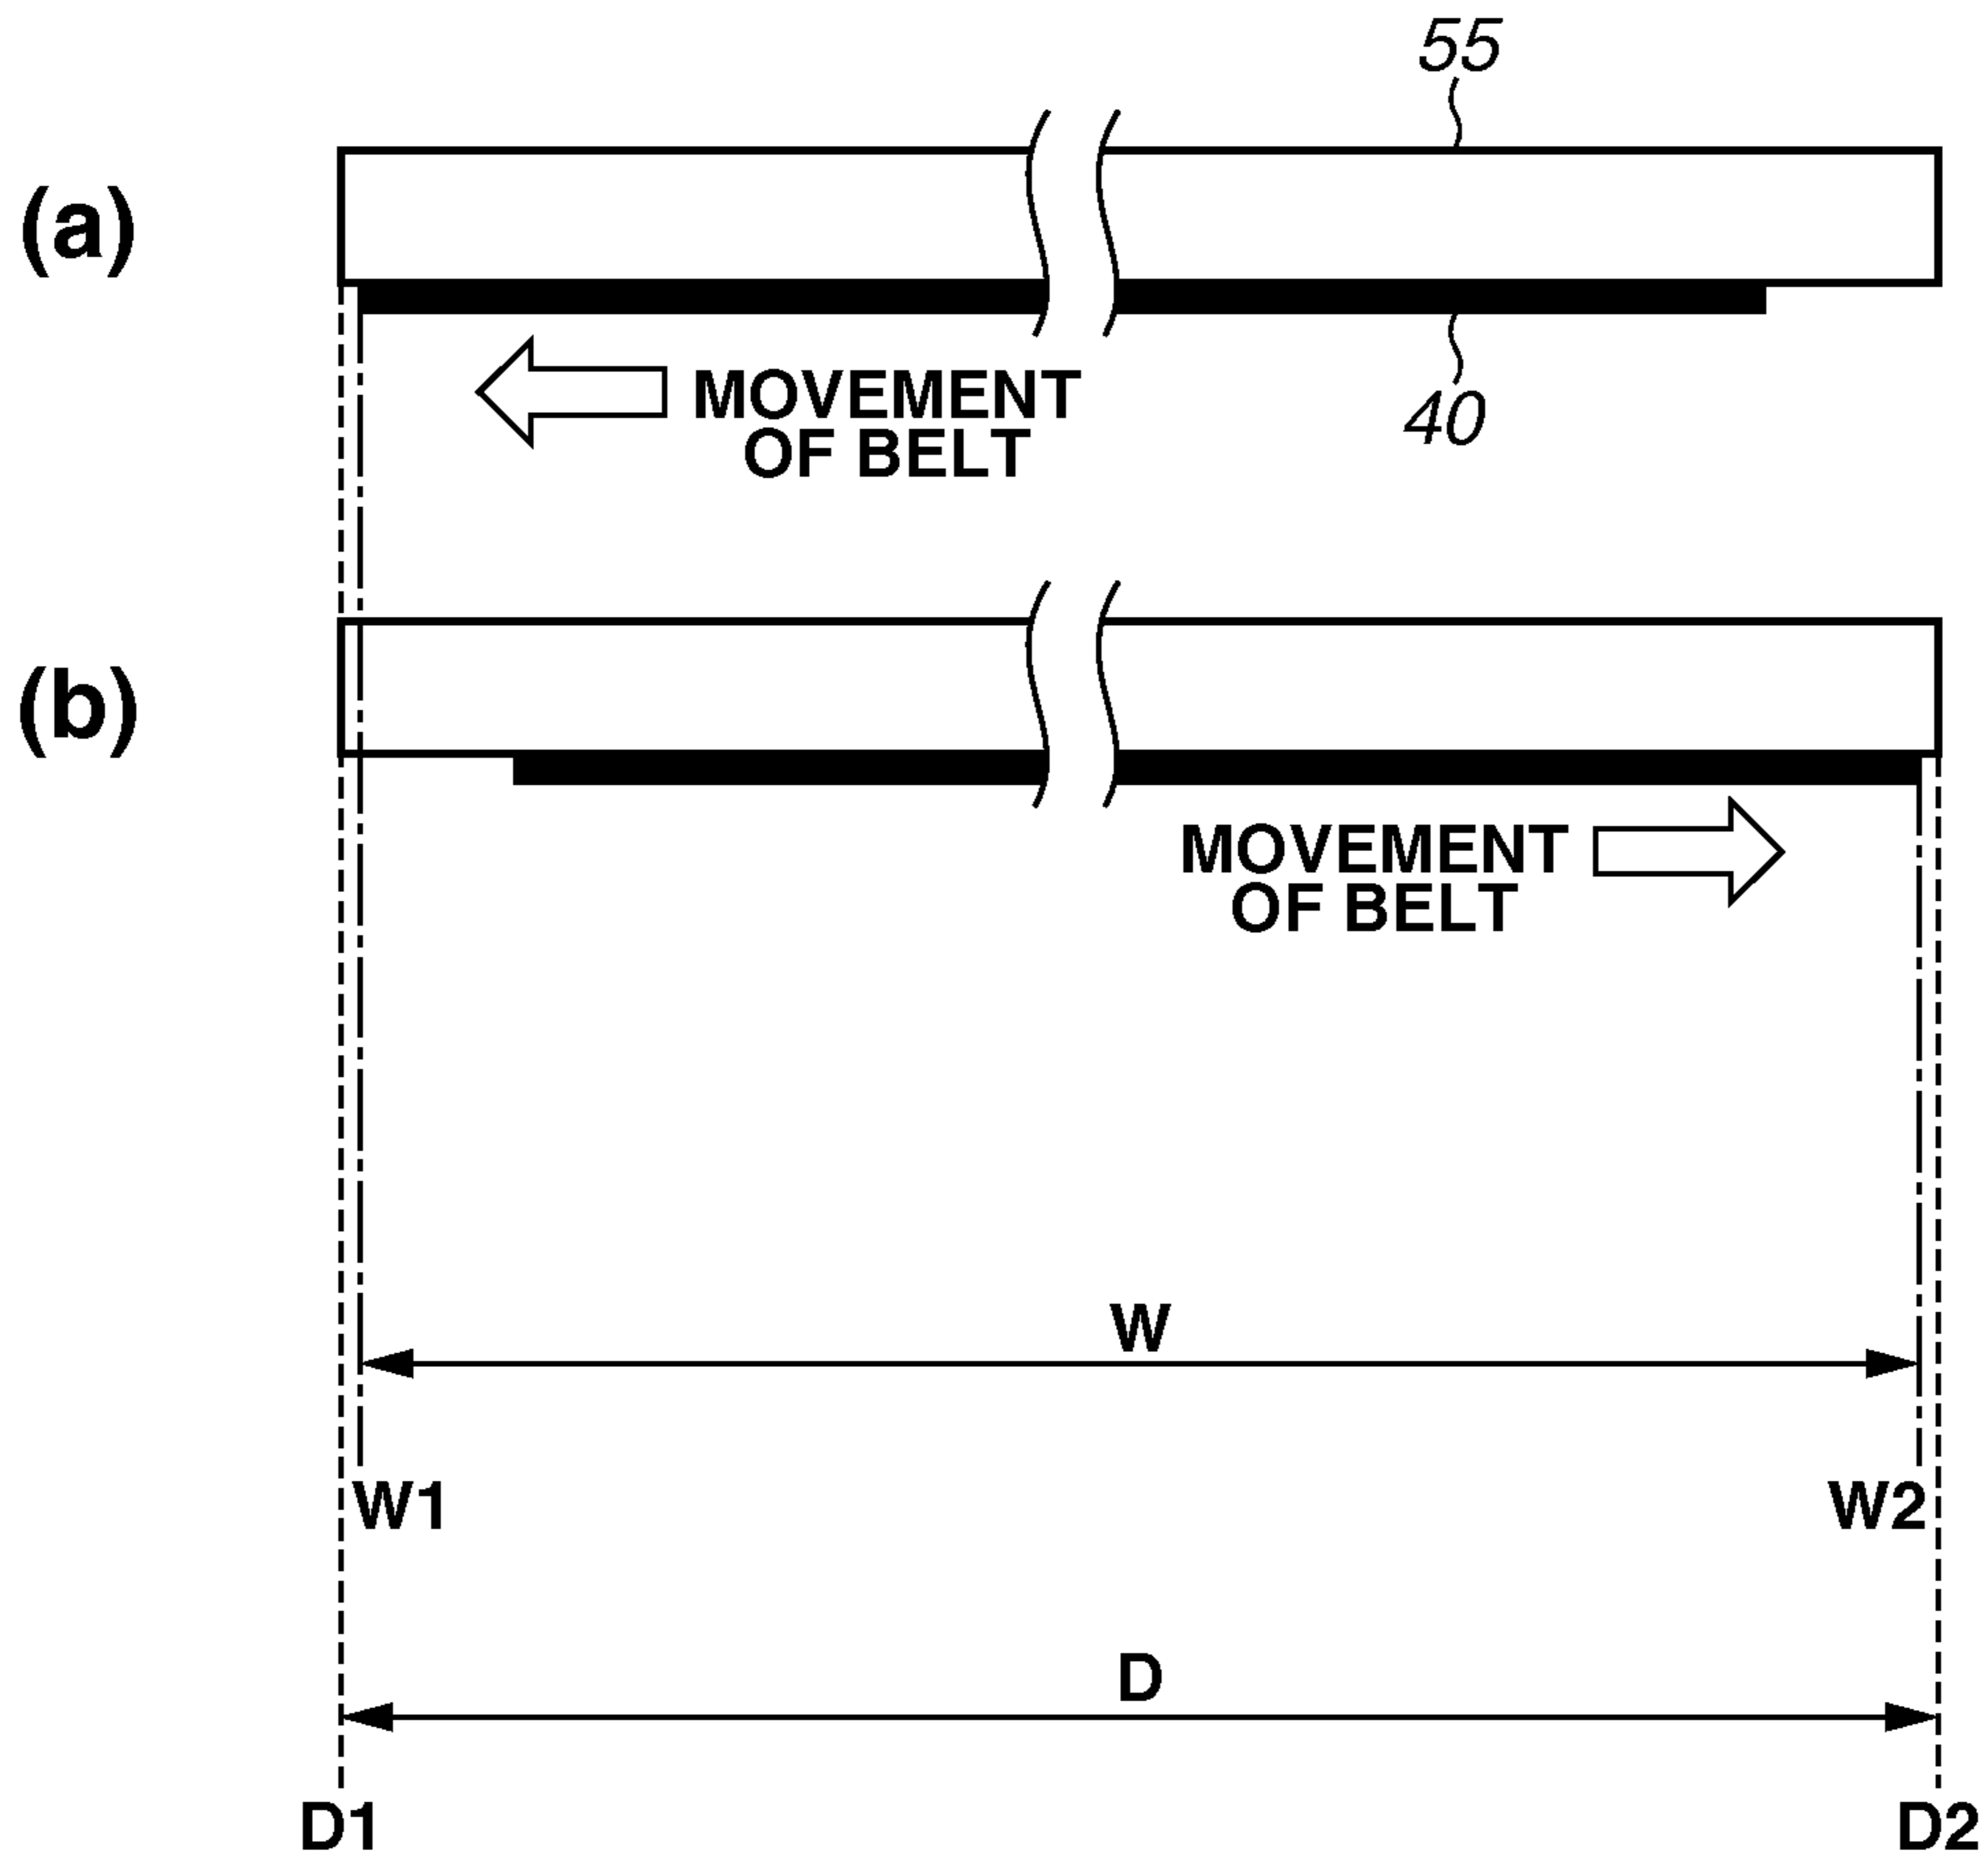 55
(a)
MOVEMENT
OF BELT
40
(b)
MOVEMENT
OF BELT
W
W1
W2
D
D1
D2